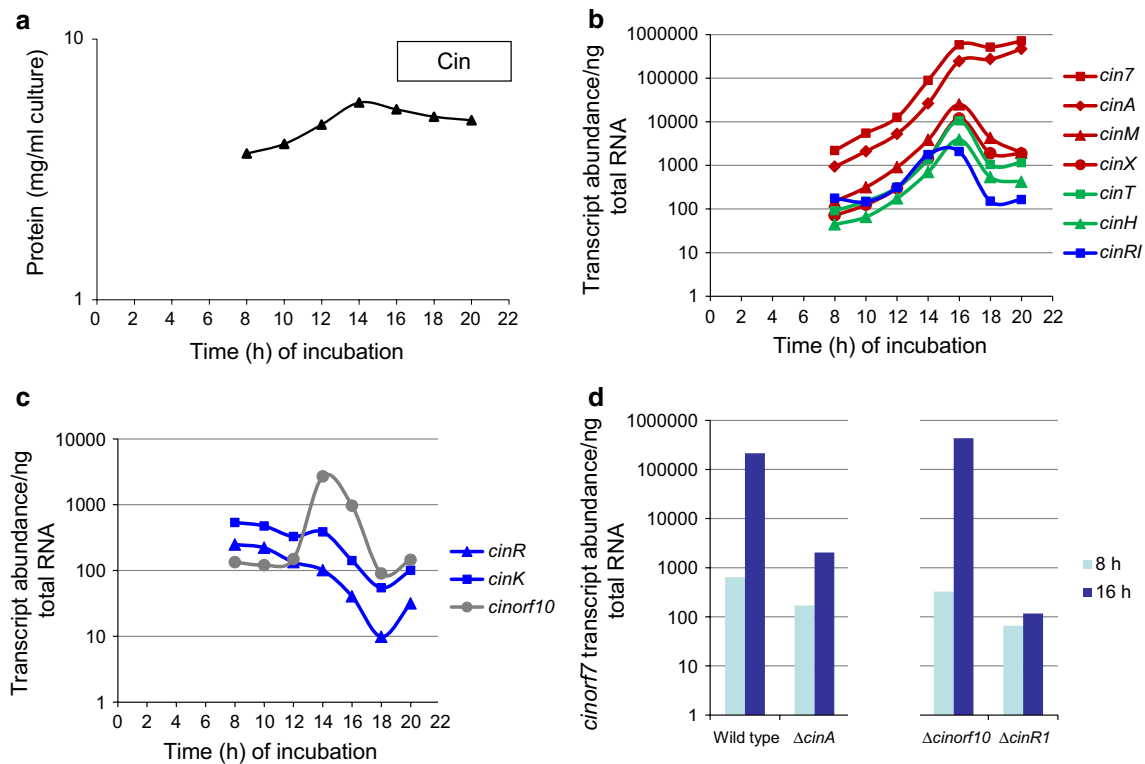 a
10
Cin
Protein (mg/ml culture)
1
0 2 4 6 8 10 12 14 16 18 20 22
Time (h) of incubation
b
1000000
100000
10000
1000
100
10
1
Transcript abundance/ng
total RNA
0 2 4 6 8 10 12 14 16 18 20 22
Time (h) of incubation
cin7
cinA
cinM
cinX
cinT
cinH
cinRI
c
10000
1000
100
10
1
Transcript abundance/ng
total RNA
0 2 4 6 8 10 12 14 16 18 20 22
Time (h) of incubation
cinR
cinK
cinorf10
d
1000000
100000
10000
1000
100
10
1
cinorf7 transcript abundance/ng
total RNA
Wild type ΔcinA Δcinorf10 ΔcinR1
8 h
16 h